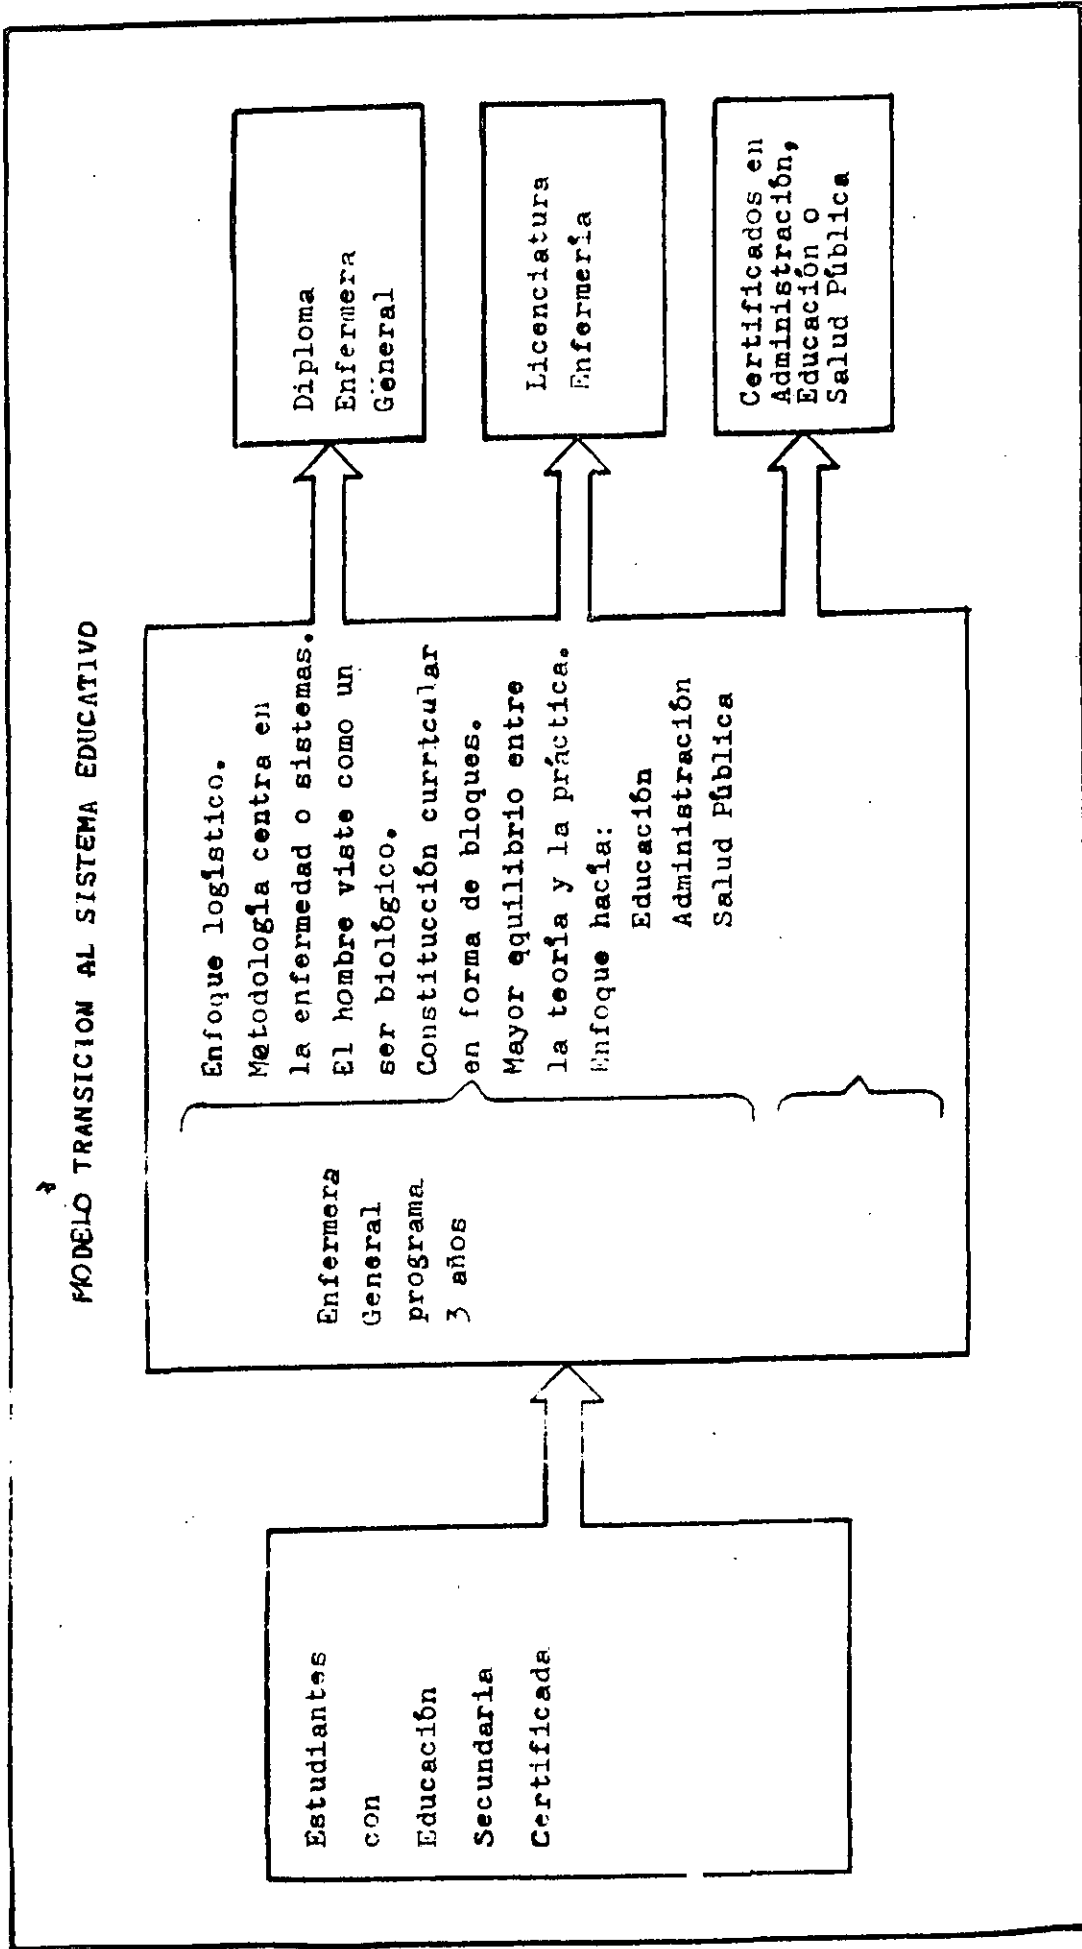 MODELO TRANSICION AL SISTEMA EDUCATIVO
Estudiantes
con
Educación
Secundaria
Certificada
Enfermera
General
programa
3 años
Enfoque logístico.
Metodología centra en
la enfermedad o sistemas.
El hombre visto como un
ser biológico.
Constitucción curricular
en forma de bloques.
Mayor equilibrio entre
la teoría y la práctica.
Enfoque hacía:
Educación
Administración
Salud Pública
Diploma
Enfermera
General
Licenciatura
Enfermería
Certificados en
Administración,
Educación o
Salud Pública